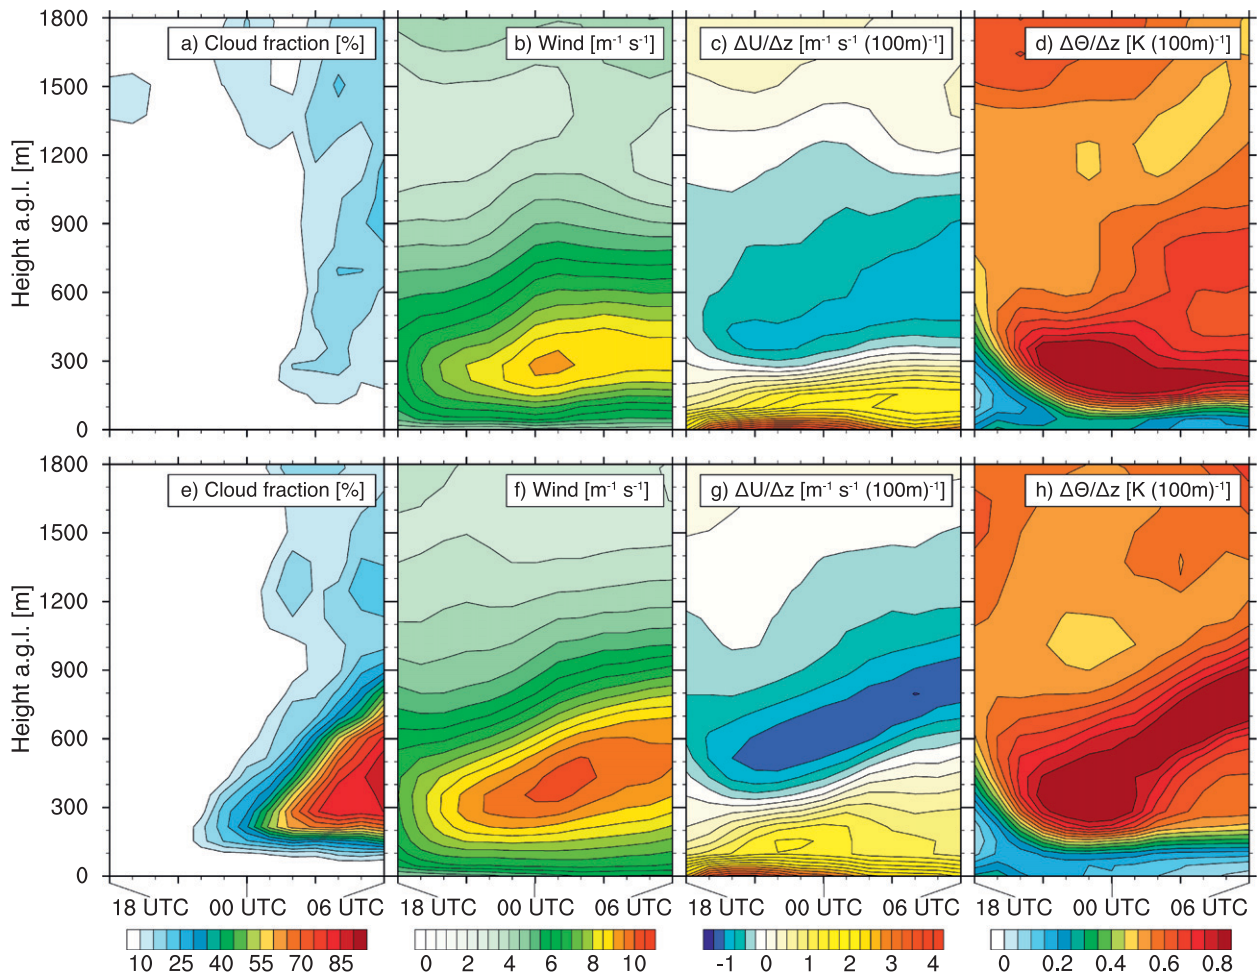 a) Cloud fraction [%]
b) Wind [m⁻¹ s⁻¹]
c) ΔU/Δz [m⁻¹ s⁻¹ (100m)⁻¹]
d) ΔΘ/Δz [K (100m)⁻¹]
Height a.g.l. [m]
1800
1500
1200
900
600
300
0
e) Cloud fraction [%]
f) Wind [m⁻¹ s⁻¹]
g) ΔU/Δz [m⁻¹ s⁻¹ (100m)⁻¹]
h) ΔΘ/Δz [K (100m)⁻¹]
Height a.g.l. [m]
1800
1500
1200
900
600
300
0
18 UTC 00 UTC 06 UTC
18 UTC 00 UTC 06 UTC
18 UTC 00 UTC 06 UTC
18 UTC 00 UTC 06 UTC
10 25 40 55 70 85
0 2 4 6 8 10
-1 0 1 2 3 4
0 0.2 0.4 0.6 0.8